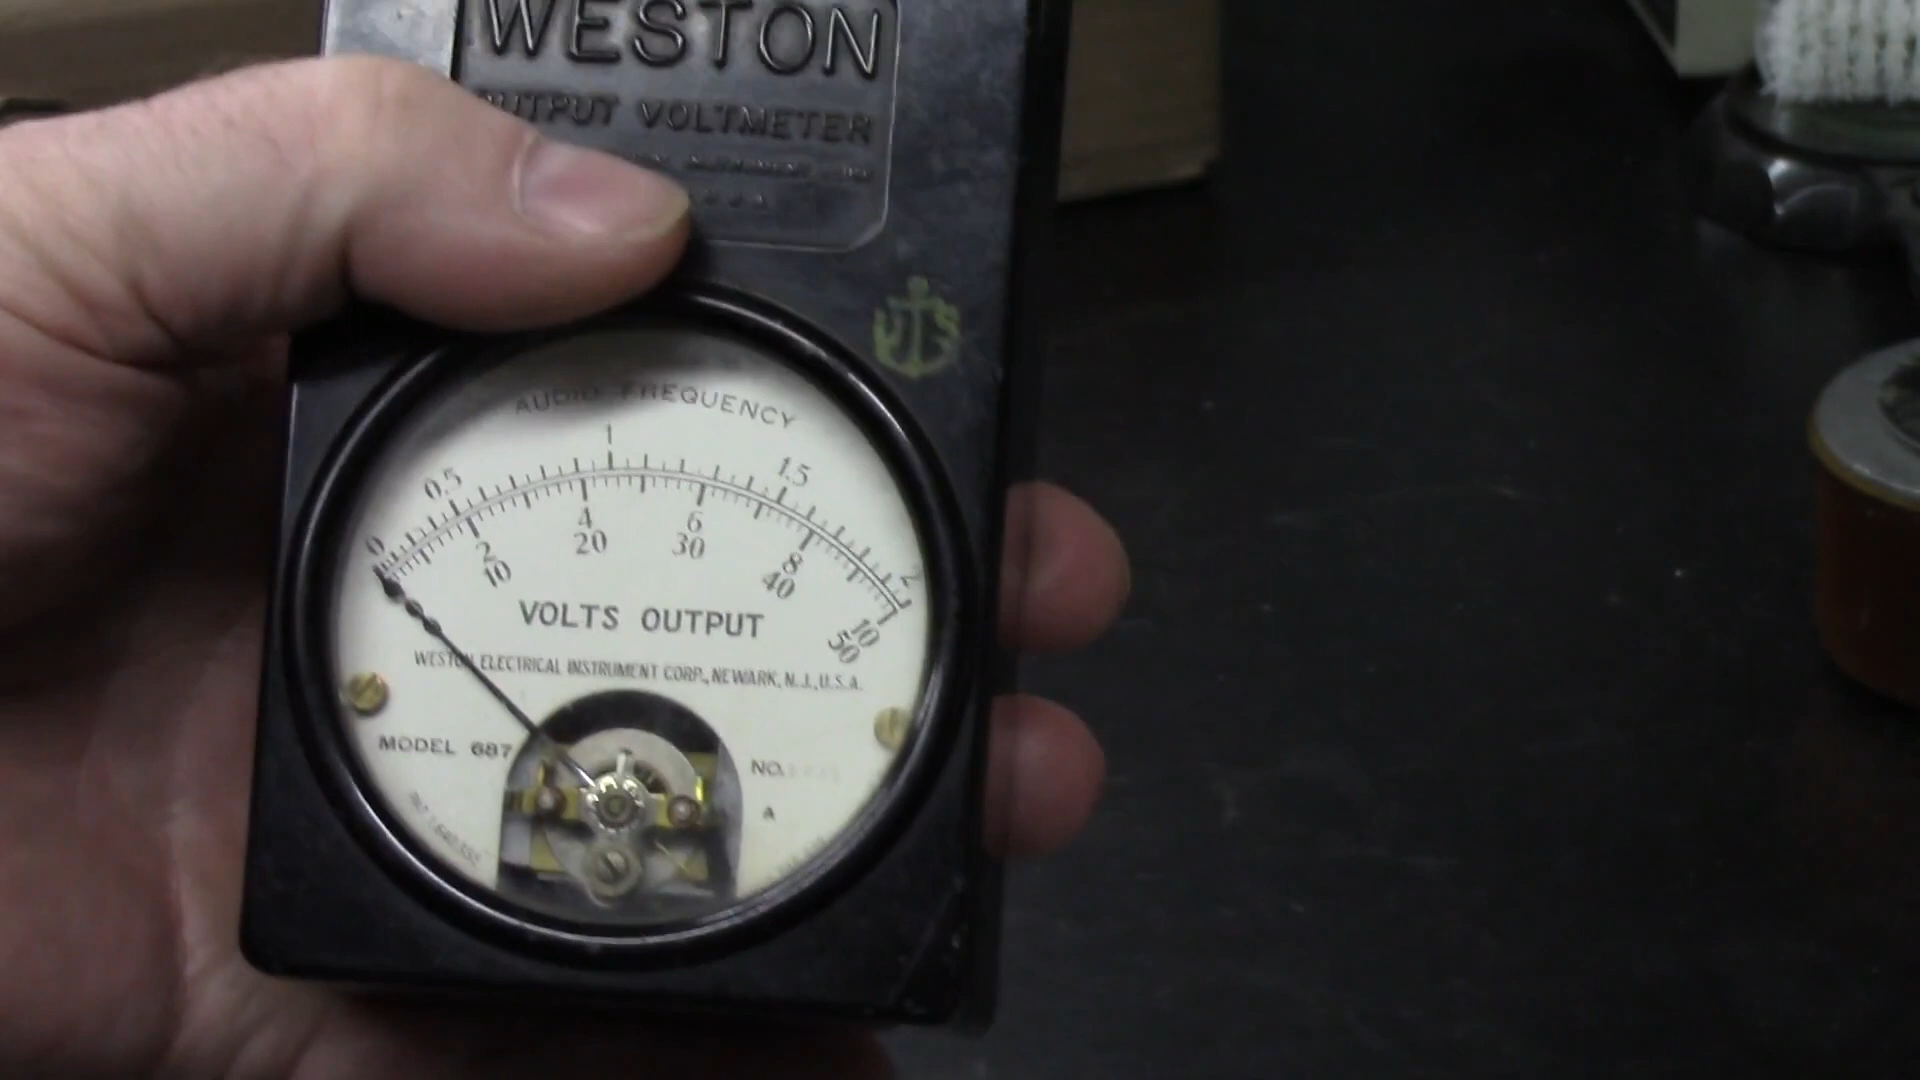 WESTON
OUTPUT VOLTMETER
U.S.A.
UTS
AUDIO FREQUENCY
0 0.5 1 1.5 2
2 4 6 8 10
10 20 30 40 50
VOLTS OUTPUT
WESTON ELECTRICAL INSTRUMENT CORP., NEWARK, N.J., U.S.A.
MODEL 687
NO.
A